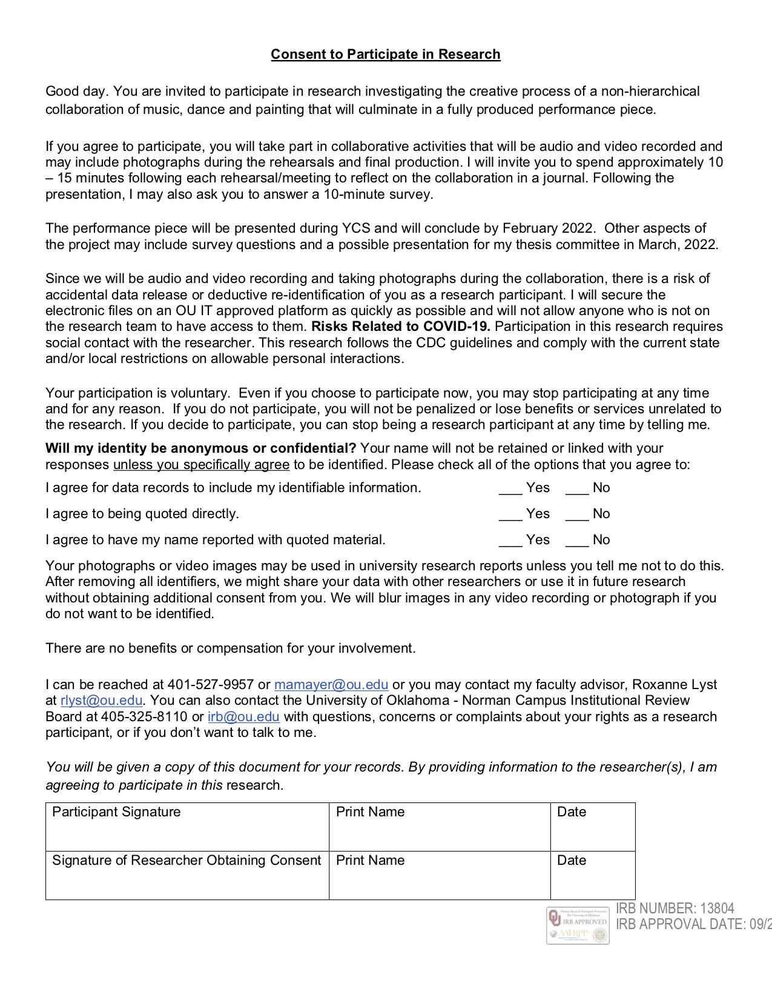 Consent to Participate in Research
Good day. You are invited to participate in research investigating the creative process of a non-hierarchical
collaboration of music, dance and painting that will culminate in a fully produced performance piece.
If you agree to participate, you will take part in collaborative activities that will be audio and video recorded and
may include photographs during the rehearsals and final production. I will invite you to spend approximately 10
– 15 minutes following each rehearsal/meeting to reflect on the collaboration in a journal. Following the
presentation, I may also ask you to answer a 10-minute survey.
The performance piece will be presented during YCS and will conclude by February 2022.  Other aspects of
the project may include survey questions and a possible presentation for my thesis committee in March, 2022.
Since we will be audio and video recording and taking photographs during the collaboration, there is a risk of
accidental data release or deductive re-identification of you as a research participant. I will secure the
electronic files on an OU IT approved platform as quickly as possible and will not allow anyone who is not on
the research team to have access to them. Risks Related to COVID-19. Participation in this research requires
social contact with the researcher. This research follows the CDC guidelines and comply with the current state
and/or local restrictions on allowable personal interactions.
Your participation is voluntary.  Even if you choose to participate now, you may stop participating at any time
and for any reason.  If you do not participate, you will not be penalized or lose benefits or services unrelated to
the research. If you decide to participate, you can stop being a research participant at any time by telling me.
Will my identity be anonymous or confidential? Your name will not be retained or linked with your
responses unless you specifically agree to be identified. Please check all of the options that you agree to:
I agree for data records to include my identifiable information. ___ Yes ___ No
I agree to being quoted directly. ___ Yes ___ No
I agree to have my name reported with quoted material. ___ Yes ___ No
Your photographs or video images may be used in university research reports unless you tell me not to do this.
After removing all identifiers, we might share your data with other researchers or use it in future research
without obtaining additional consent from you. We will blur images in any video recording or photograph if you
do not want to be identified.
There are no benefits or compensation for your involvement.
I can be reached at 401-527-9957 or mamayer@ou.edu or you may contact my faculty advisor, Roxanne Lyst
at rlyst@ou.edu. You can also contact the University of Oklahoma - Norman Campus Institutional Review
Board at 405-325-8110 or irb@ou.edu with questions, concerns or complaints about your rights as a research
participant, or if you don’t want to talk to me.
You will be given a copy of this document for your records. By providing information to the researcher(s), I am
agreeing to participate in this research.
Participant Signature Print Name Date
Signature of Researcher Obtaining Consent Print Name Date
IRB NUMBER: 13804
IRB APPROVAL DATE: 09/2
Human Research Participant Protection
The University of Oklahoma
IRB APPROVED
AAHRPP